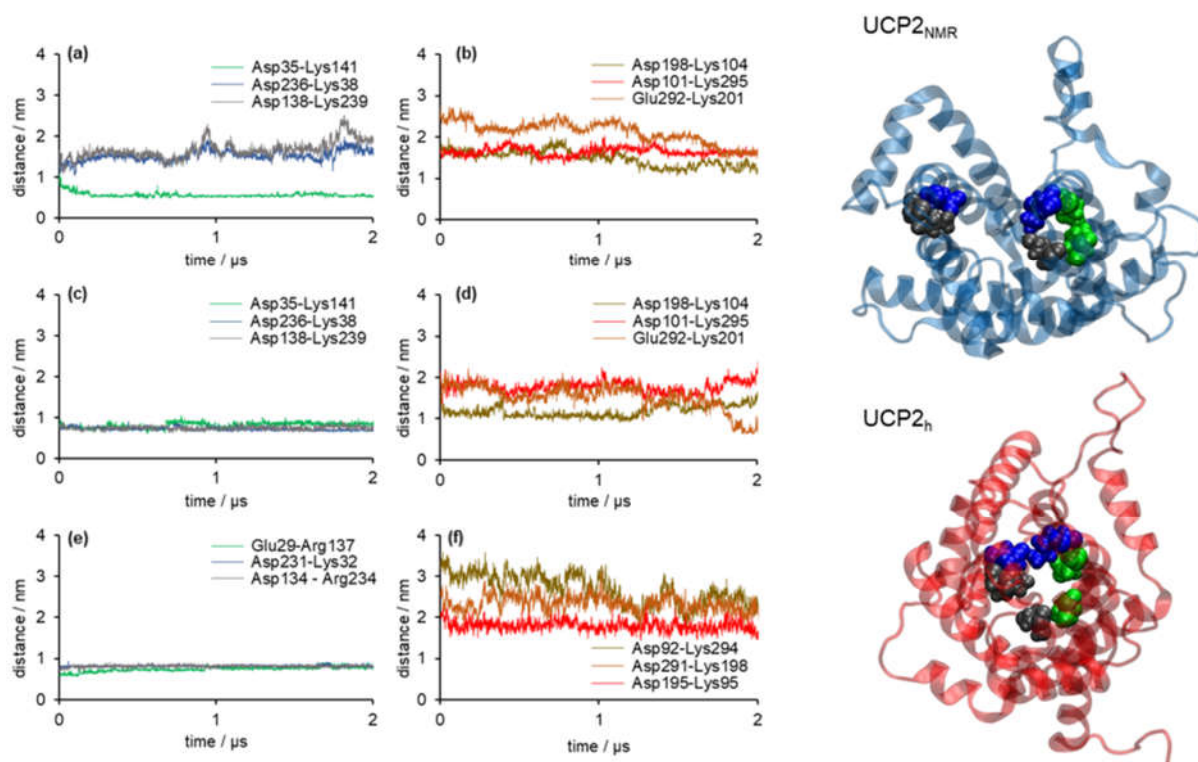 (a)
Asp35-Lys141
Asp236-Lys38
Asp138-Lys239
distance / nm
4
3
2
1
0
0 1 2
time / µs
(b)
Asp198-Lys104
Asp101-Lys295
Glu292-Lys201
distance / nm
4
3
2
1
0
0 1 2
time / µs
UCP2NMR
(c)
Asp35-Lys141
Asp236-Lys38
Asp138-Lys239
distance / nm
4
3
2
1
0
0 1 2
time / µs
(d)
Asp198-Lys104
Asp101-Lys295
Glu292-Lys201
distance / nm
4
3
2
1
0
0 1 2
time / µs
UCP2h
(e)
Glu29-Arg137
Asp231-Lys32
Asp134 - Arg234
distance / nm
4
3
2
1
0
0 1 2
time / µs
(f)
Asp92-Lys294
Asp291-Lys198
Asp195-Lys95
distance / nm
4
3
2
1
0
0 1 2
time / µs